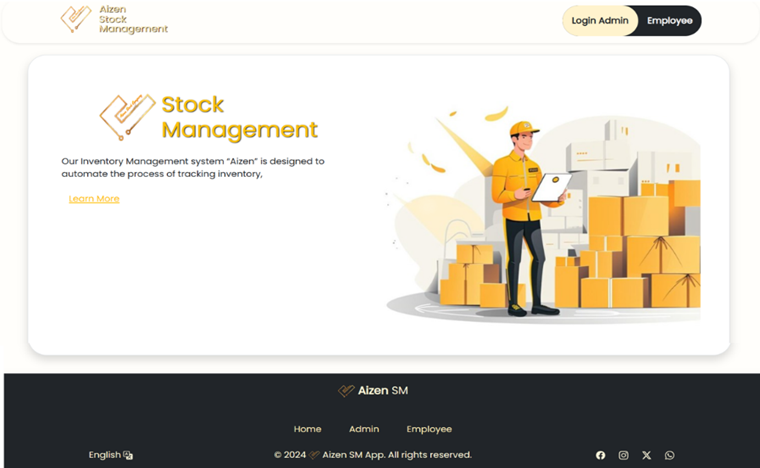 Aizen
Stock
Management
Login Admin
Employee
Stock
Management
Our Inventory Management system “Aizen” is designed to
automate the process of tracking inventory,
Learn More
Aizen SM
Home Admin Employee
English
© 2024 Aizen SM App. All rights reserved.